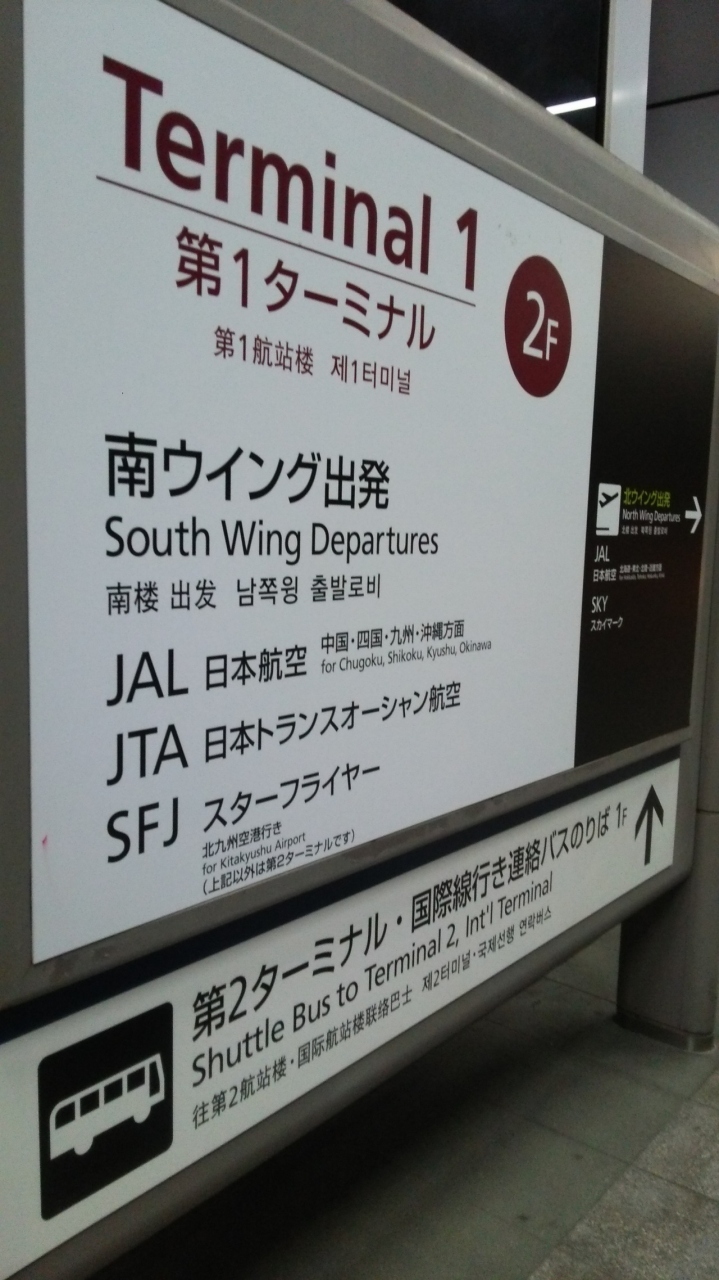 Terminal 1
第1ターミナル
第1航站楼 제1터미널
2F
南ウイング出発
South Wing Departures
南楼 出发 남쪽윙 출발로비
JAL 日本航空 中国・四国・九州・沖縄方面
for Chugoku, Shikoku, Kyushu, Okinawa
JTA 日本トランスオーシャン航空
SFJ スターフライヤー
北九州空港行き
for Kitakyushu Airport
(上記以外は第2ターミナルです)
北ウイング出発
North Wing Departures
JAL
日本航空
SKY
スカイマーク
第2ターミナル・国際線行き連絡バスのりば 1F
Shuttle Bus to Terminal 2, Int'l Terminal
往第2航站楼・国际航站楼联络巴士 제2터미널・국제선행 연락버스